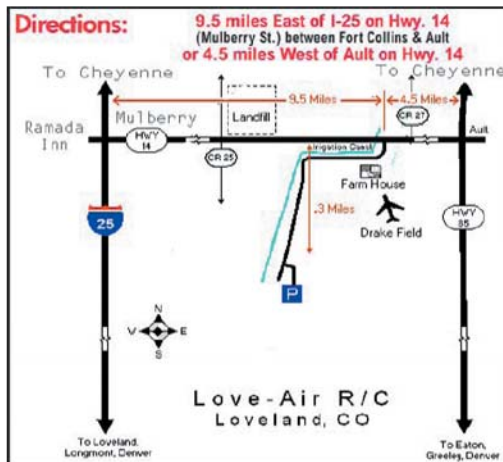 Directions:
9.5 miles East of I-25 on Hwy. 14
(Mulberry St.) between Fort Collins & Ault
or 4.5 miles West of Ault on Hwy. 14
To Cheyenne
To Cheyenne
9.5 Miles
4.5 Miles
Landfill
CR 27
Ramada
Inn
Mulberry
HWY
14
Ault
CR 25
Irrigation Canal
Farm House
.3 Miles
Drake Field
25
HWY
85
P
N
W
E
S
Love-Air R/C
Loveland, CO
To Loveland,
Longmont, Denver
To Eaton,
Greeley, Denver